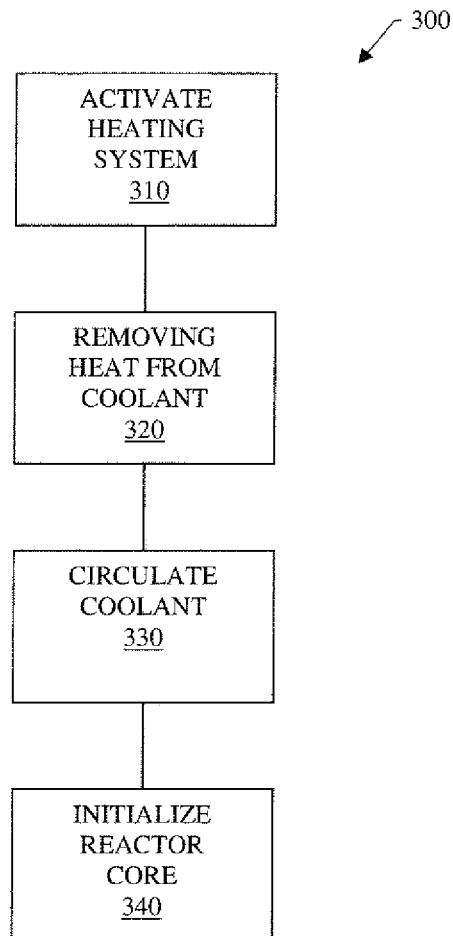 300
ACTIVATE
HEATING
SYSTEM
310
REMOVING
HEAT FROM
COOLANT
320
CIRCULATE
COOLANT
330
INITIALIZE
REACTOR
CORE
340